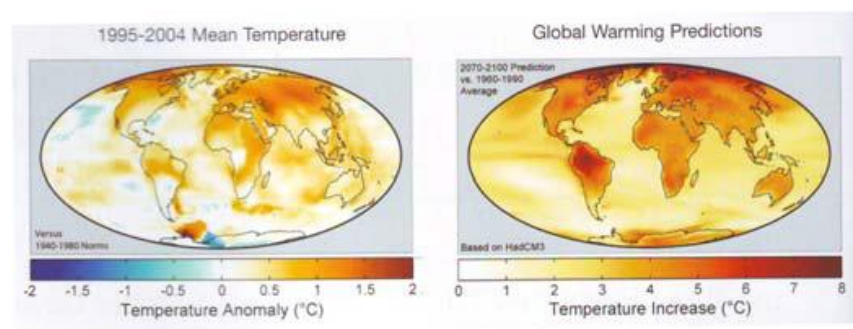 1995-2004 Mean Temperature
Versus
1940-1980 Norms
-2 -1.5 -1 -0.5 0 0.5 1 1.5 2
Temperature Anomaly (°C)
Global Warming Predictions
2070-2100 Prediction
vs. 1960-1990
Average
Based on HadCM3
0 1 2 3 4 5 6 7 8
Temperature Increase (°C)